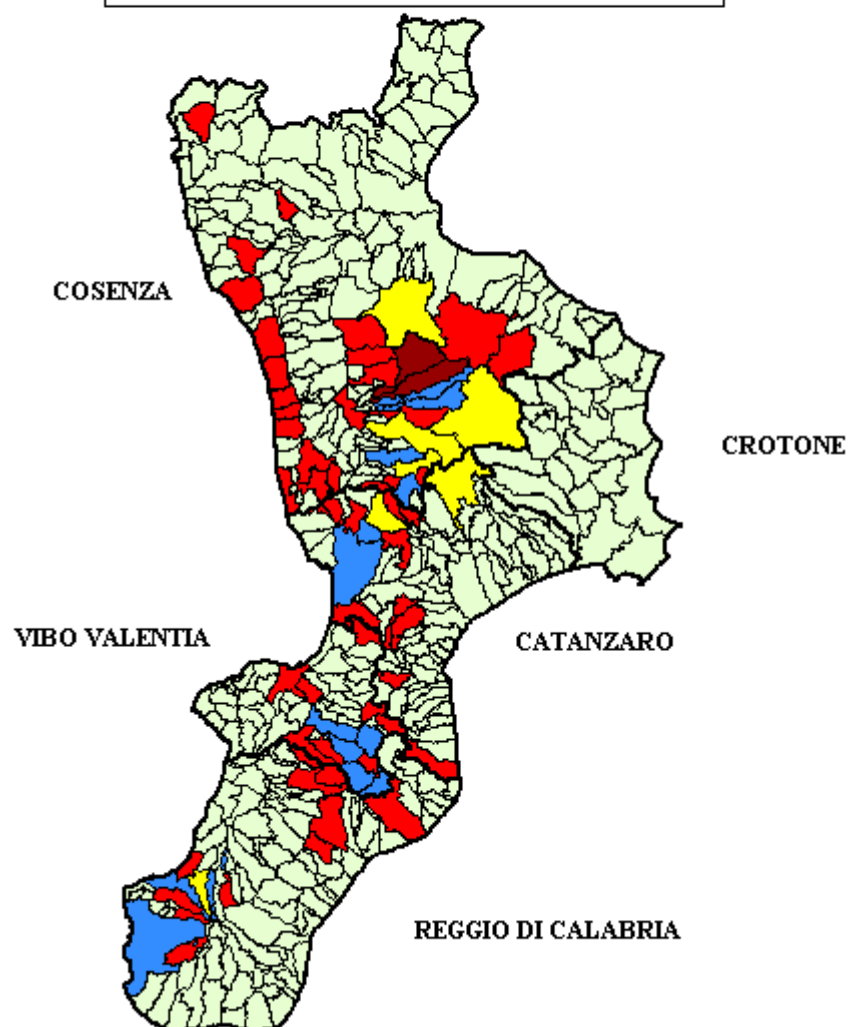 COSENZA
CROTONE
VIBO VALENTIA
CATANZARO
REGGIO DI CALABRIA